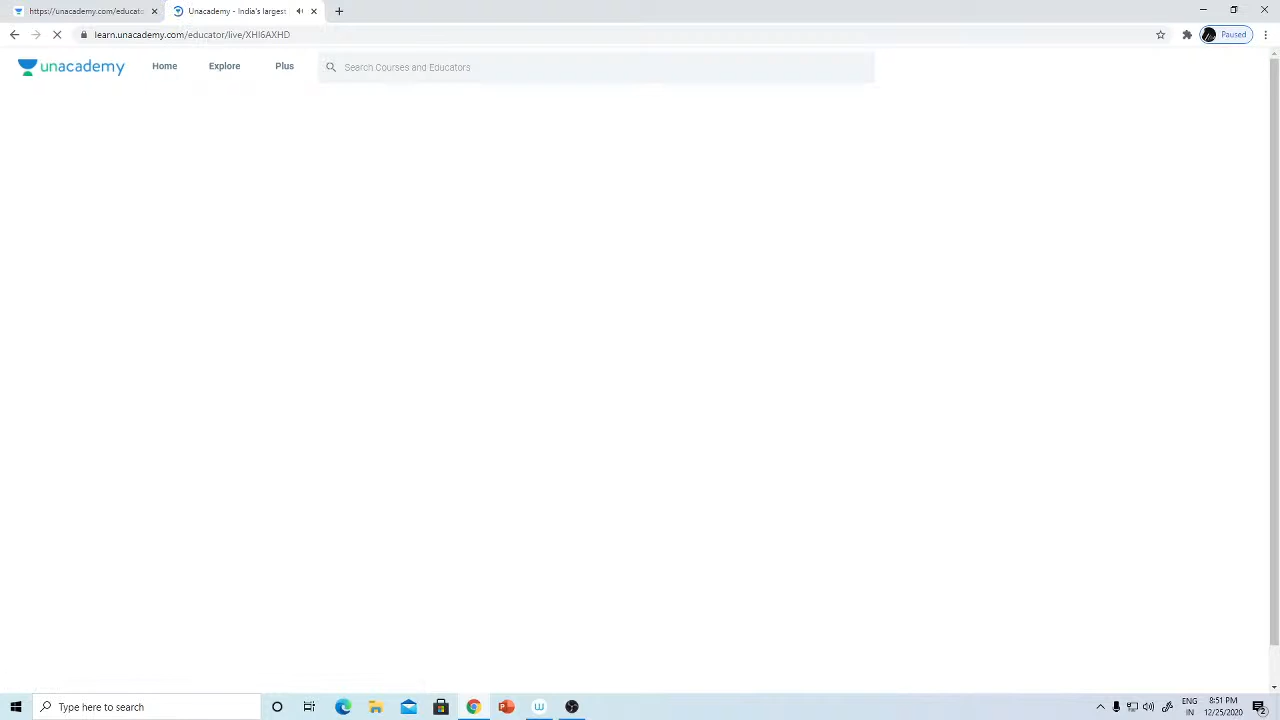 https://unacademy.com/educato
Unacademy - India's largest
learn.unacademy.com/educator/live/XHI6AXHD
Paused
unacademy
Home
Explore
Plus
Search Courses and Educators
Type here to search
ENG
IN
8:51 PM
12/25/2020
2